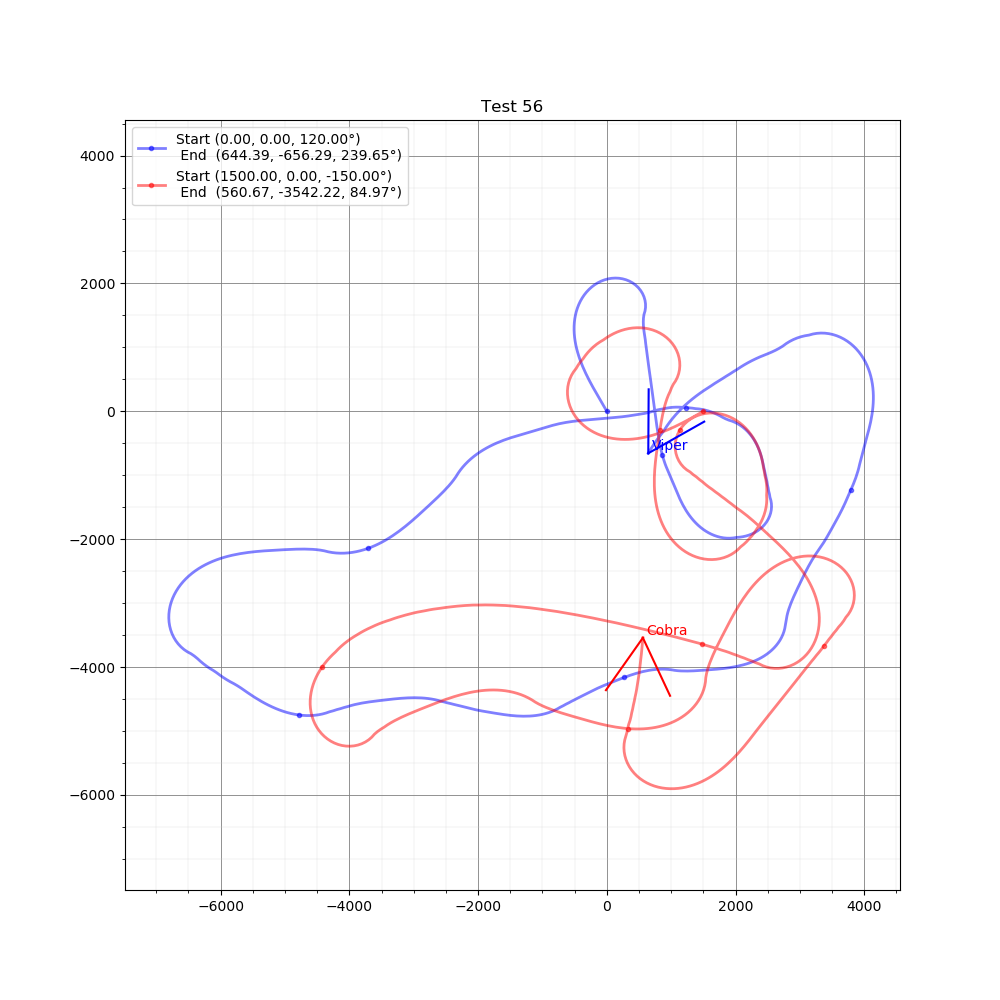 Test 56
Start (0.00, 0.00, 120.00°)
End (644.39, -656.29, 239.65°)
Start (1500.00, 0.00, -150.00°)
End (560.67, -3542.22, 84.97°)
4000
2000
0
−2000
−4000
−6000
Viper
Cobra
−6000 −4000 −2000 0 2000 4000